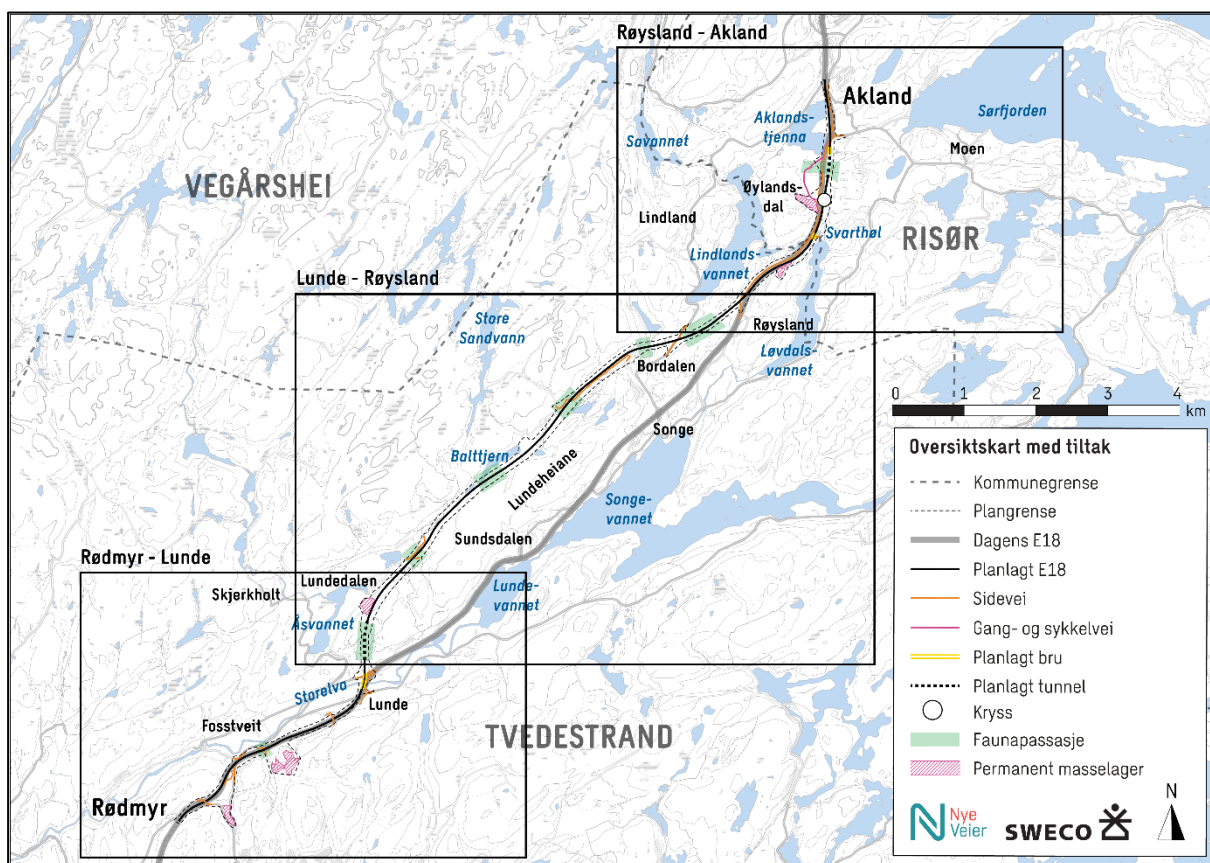 Røysland - Akland
Akland
Aklands-
tjenna
Sørfjorden
Savannet
Moen
VEGÅRSHEI
Øylands-
dal
Lindland
Svarthøl
RISØR
Lindlands-
vannet
Lunde - Røysland
Store
Sandvann
Røysland
Løvdals-
vannet
Bordalen
0 1 2 3 4
km
Songe
Balttjern
Lundeheiane
Songe-
vannet
Sundsdalen
Rødmyr - Lunde
Lundedalen
Skjerkholt
Lunde-
vannet
Åsvannet
Storelva
Lunde
Fosstveit
TVEDESTRAND
Rødmyr
Oversiktskart med tiltak
Kommunegrense
Plangrense
Dagens E18
Planlagt E18
Sidevei
Gang- og sykkelvei
Planlagt bru
Planlagt tunnel
Kryss
Faunapassasje
Permanent masselager
N
Nye
Veier
SWECO